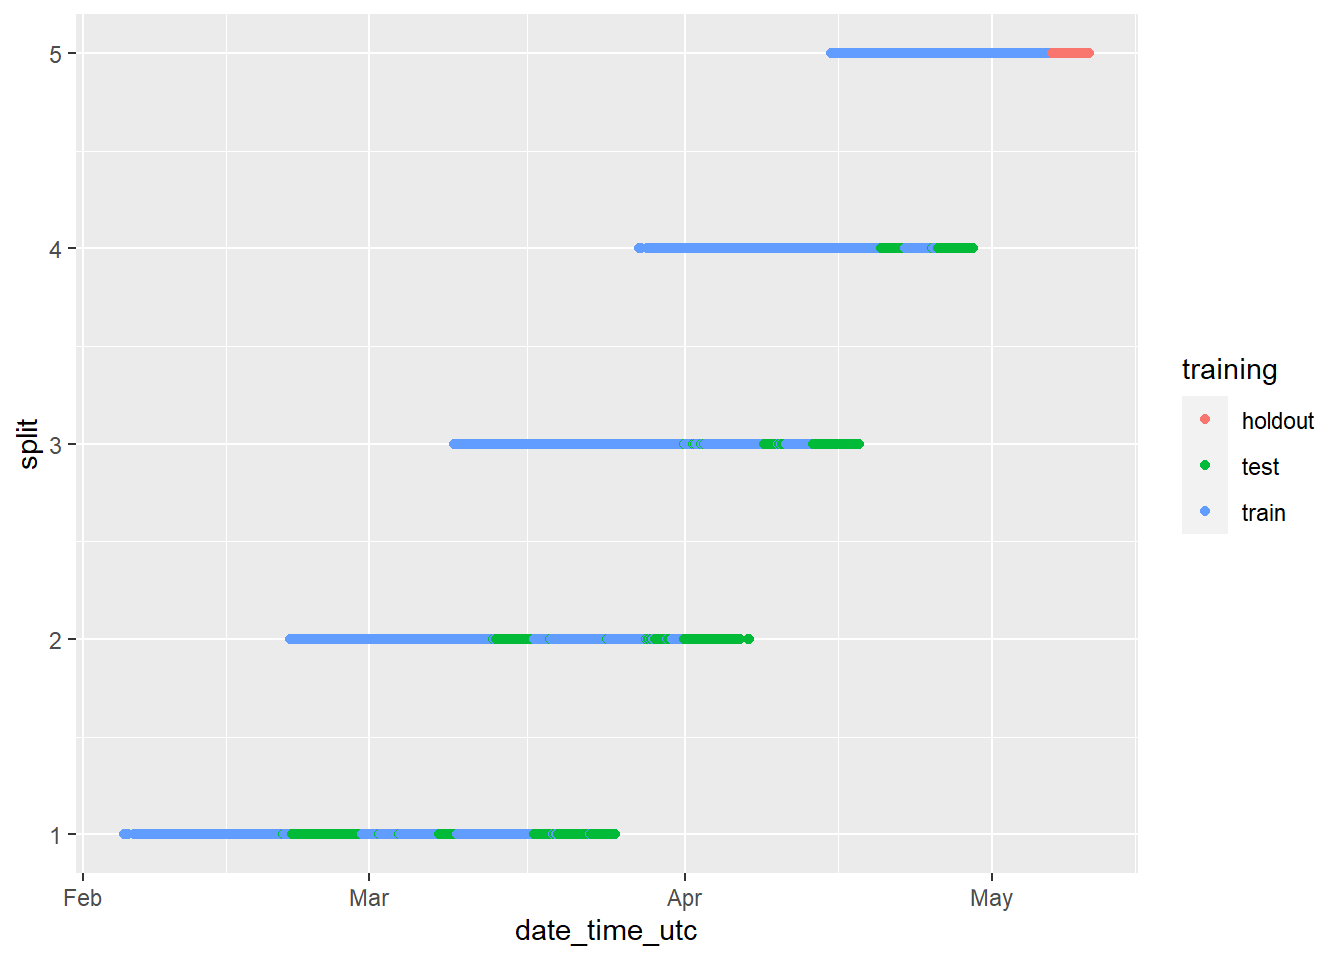 5
4
3
2
1
split
Feb Mar Apr May
date_time_utc
training
holdout
test
train